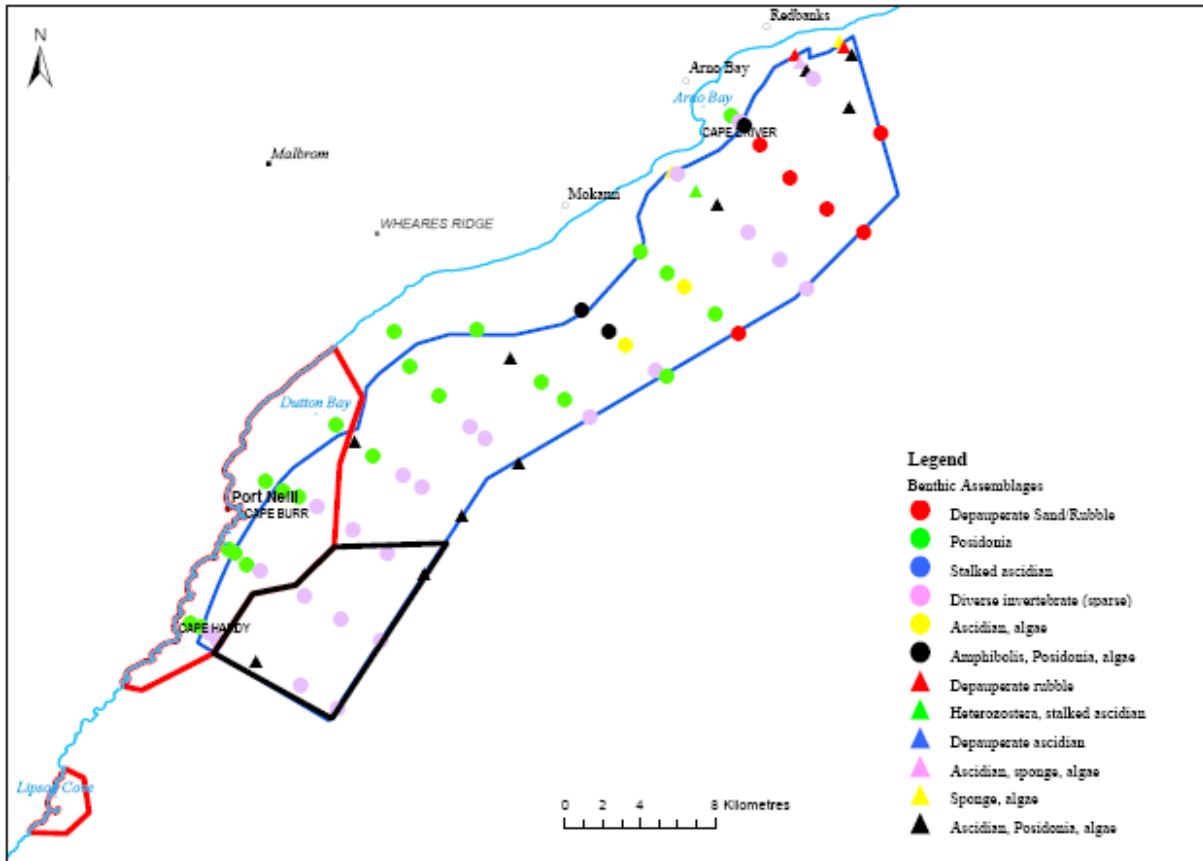 Redbanks
N
Arno Bay
Arno Bay
CAPE DRIVER
Malbrom
Mokami
WHEARES RIDGE
Dutton Bay
Port Neill
CAPE BURR
CAPE HARDY
Lipson Cove
0 2 4 8 Kilometres
Legend
Benthic Assemblages
Depauperate Sand/Rubble
Posidonia
Stalked ascidian
Diverse invertebrate (sparse)
Ascidian, algae
Amphibolis, Posidonia, algae
Depauperate rubble
Heterozostera, stalked ascidian
Depauperate ascidian
Ascidian, sponge, algae
Sponge, algae
Ascidian, Posidonia, algae